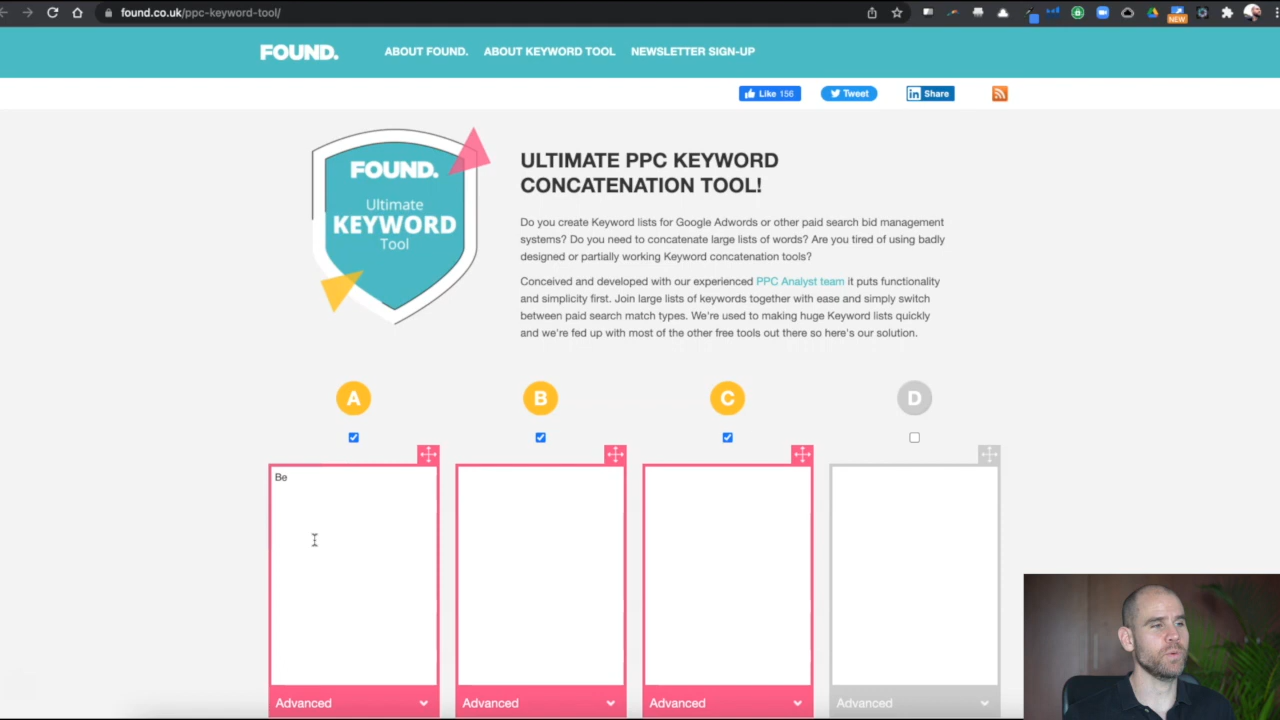 found.co.uk/ppc-keyword-tool/
NEW
FOUND.
ABOUT FOUND.
ABOUT KEYWORD TOOL
NEWSLETTER SIGN-UP
Like 156
Tweet
in Share
FOUND.
Ultimate
KEYWORD
Tool
ULTIMATE PPC KEYWORD
CONCATENATION TOOL!
Do you create Keyword lists for Google Adwords or other paid search bid management
systems? Do you need to concatenate large lists of words? Are you tired of using badly
designed or partially working Keyword concatenation tools?
Conceived and developed with our experienced PPC Analyst team it puts functionality
and simplicity first. Join large lists of keywords together with ease and simply switch
between paid search match types. We're used to making huge Keyword lists quickly
and we're fed up with most of the other free tools out there so here's our solution.
A
B
C
D
Be
Advanced
Advanced
Advanced
Advanced